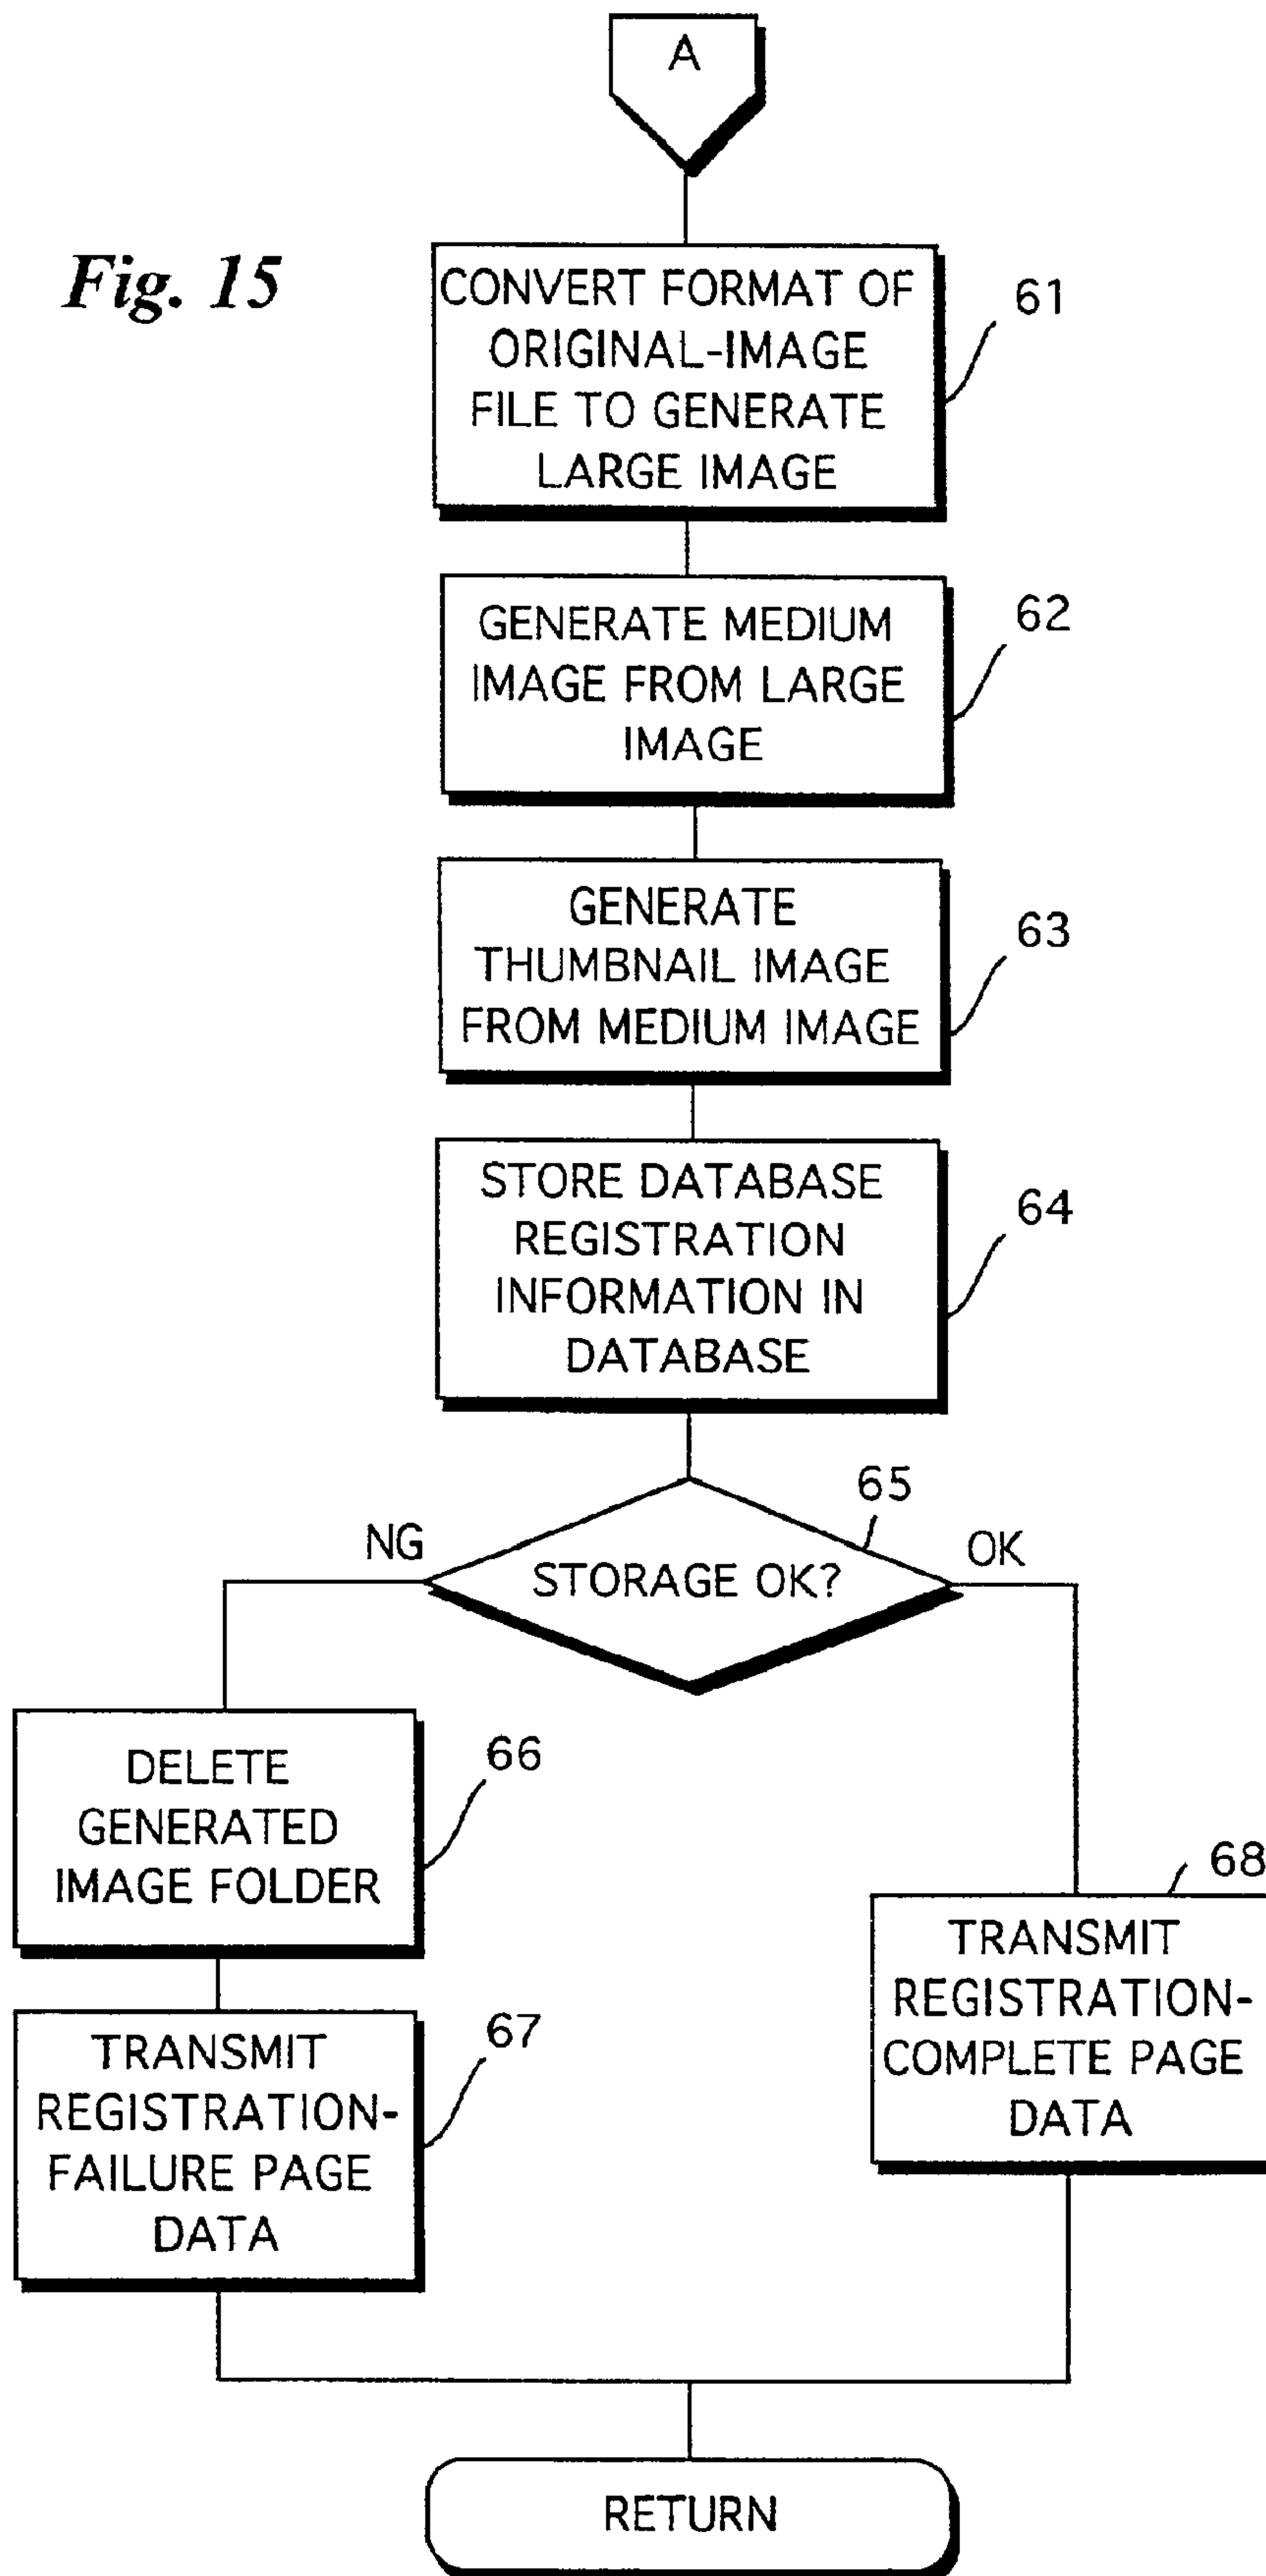 A
Fig. 15
CONVERT FORMAT OF
ORIGINAL-IMAGE
FILE TO GENERATE
LARGE IMAGE
61
GENERATE MEDIUM
IMAGE FROM LARGE
IMAGE
62
GENERATE
THUMBNAIL IMAGE
FROM MEDIUM IMAGE
63
STORE DATABASE
REGISTRATION
INFORMATION IN
DATABASE
64
65
NG
STORAGE OK?
OK
DELETE
GENERATED
IMAGE FOLDER
66
TRANSMIT
REGISTRATION-
FAILURE PAGE
DATA
67
68
TRANSMIT
REGISTRATION-
COMPLETE PAGE
DATA
RETURN